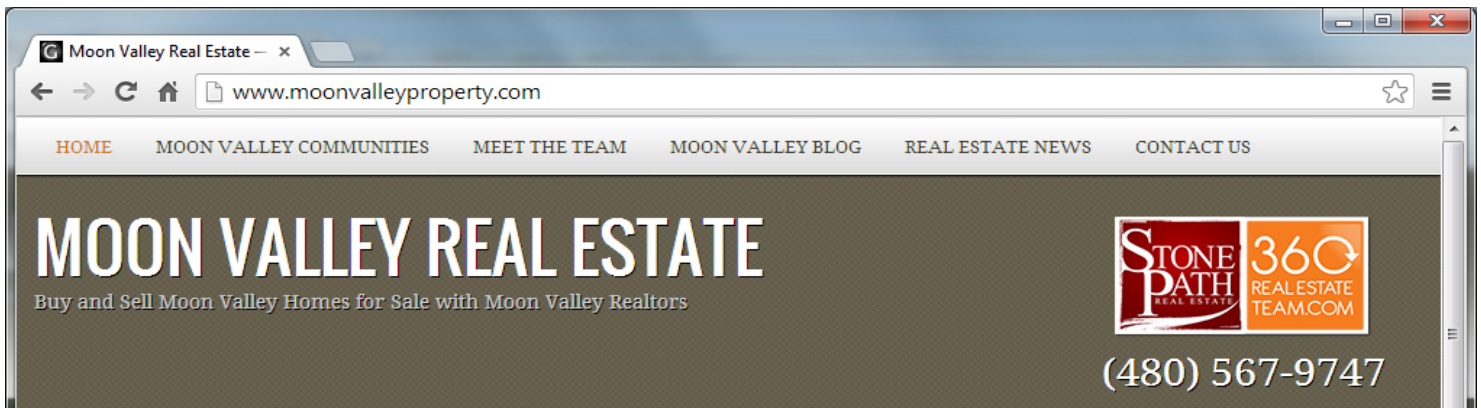 G Moon Valley Real Estate —
www.moonvalleyproperty.com
HOME MOON VALLEY COMMUNITIES MEET THE TEAM MOON VALLEY BLOG REAL ESTATE NEWS CONTACT US
MOON VALLEY REAL ESTATE
Buy and Sell Moon Valley Homes for Sale with Moon Valley Realtors
STONE
PATH
REAL ESTATE
360
REAL ESTATE
TEAM.COM
(480) 567-9747